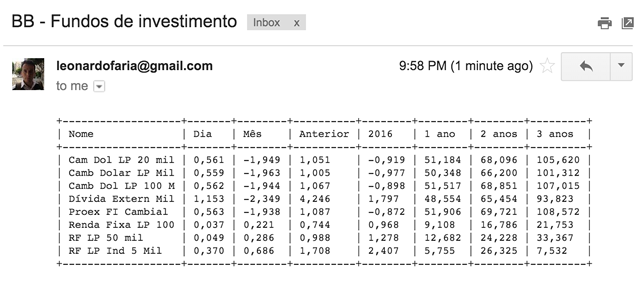 BB - Fundos de investimento Inbox x
leonardofaria@gmail.com 9:58 PM (1 minute ago)
to me
+------------------+-------+--------+----------+--------+--------+---------+---------+
| Nome | Dia | Mês | Anterior | 2016 | 1 ano | 2 anos | 3 anos |
+------------------+-------+--------+----------+--------+--------+---------+---------+
| Cam Dol LP 20 mil | 0,561 | -1,949 | 1,051 | -0,919 | 51,184 | 68,096 | 105,620 |
| Camb Dolar LP Mil | 0,559 | -1,963 | 1,005 | -0,977 | 50,348 | 66,200 | 101,312 |
| Camb Dol LP 100 M | 0,562 | -1,944 | 1,067 | -0,898 | 51,517 | 68,851 | 107,015 |
| Dívida Extern Mil | 1,153 | -2,349 | 4,246 | 1,797 | 48,554 | 65,454 | 93,823 |
| Proex FI Cambial | 0,563 | -1,938 | 1,087 | -0,872 | 51,906 | 69,721 | 108,572 |
| Renda Fixa LP 100 | 0,037 | 0,221 | 0,744 | 0,968 | 9,108 | 16,786 | 21,753 |
| RF LP 50 mil | 0,049 | 0,286 | 0,988 | 1,278 | 12,682 | 24,228 | 33,367 |
| RF LP Ind 5 Mil | 0,370 | 0,686 | 1,708 | 2,407 | 5,755 | 26,325 | 7,532 |
+------------------+-------+--------+----------+--------+--------+---------+---------+